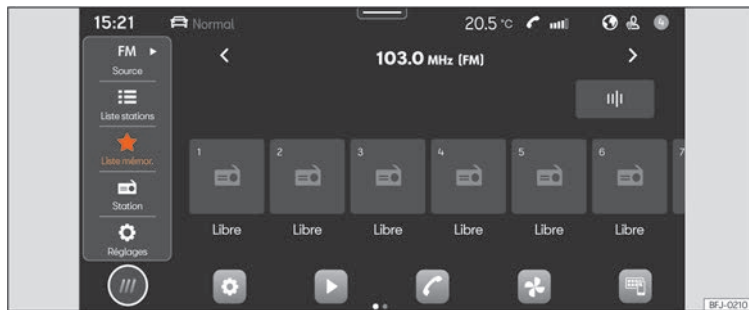 15:21 Normal 20.5 °C 4
FM
Source
103.0 MHz (FM)
Liste stations
Liste mémor.
1 2 3 4 5 6 7
Station
Libre Libre Libre Libre Libre Libre
Réglages
BFJ-0210